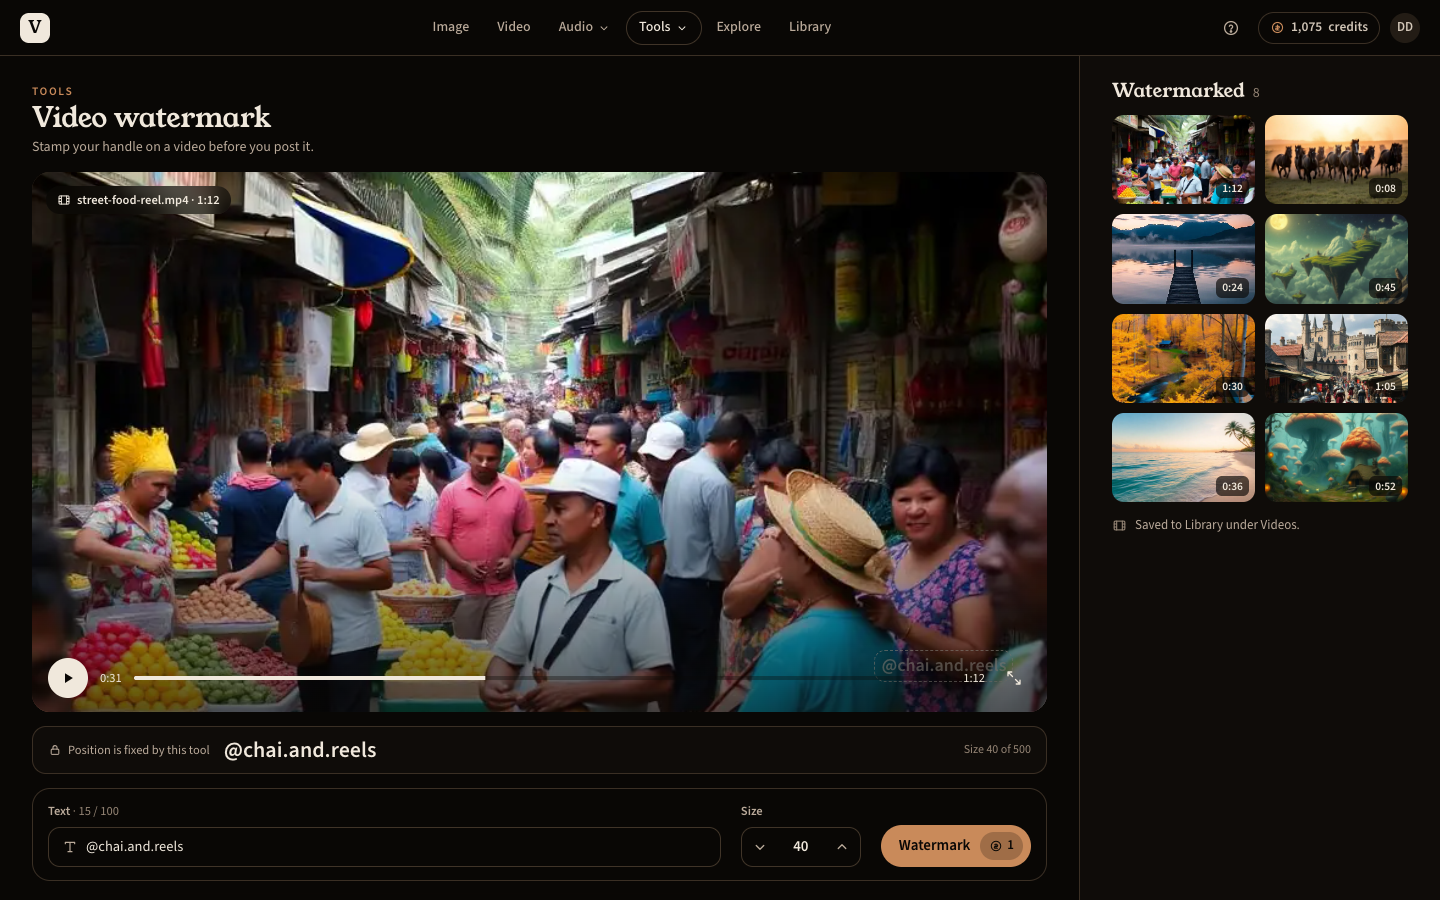 V
Image Video Audio Tools Explore Library
1,075 credits
DD
TOOLS
Video watermark
Stamp your handle on a video before you post it.
street-food-reel.mp4 · 1:12
@chai.and.reels
0:31
1:12
Position is fixed by this tool
@chai.and.reels
Size 40 of 500
Text · 15 / 100
Size
@chai.and.reels
40
Watermark
1
Watermarked 8
1:12
0:08
0:24
0:45
0:30
1:05
0:36
0:52
Saved to Library under Videos.